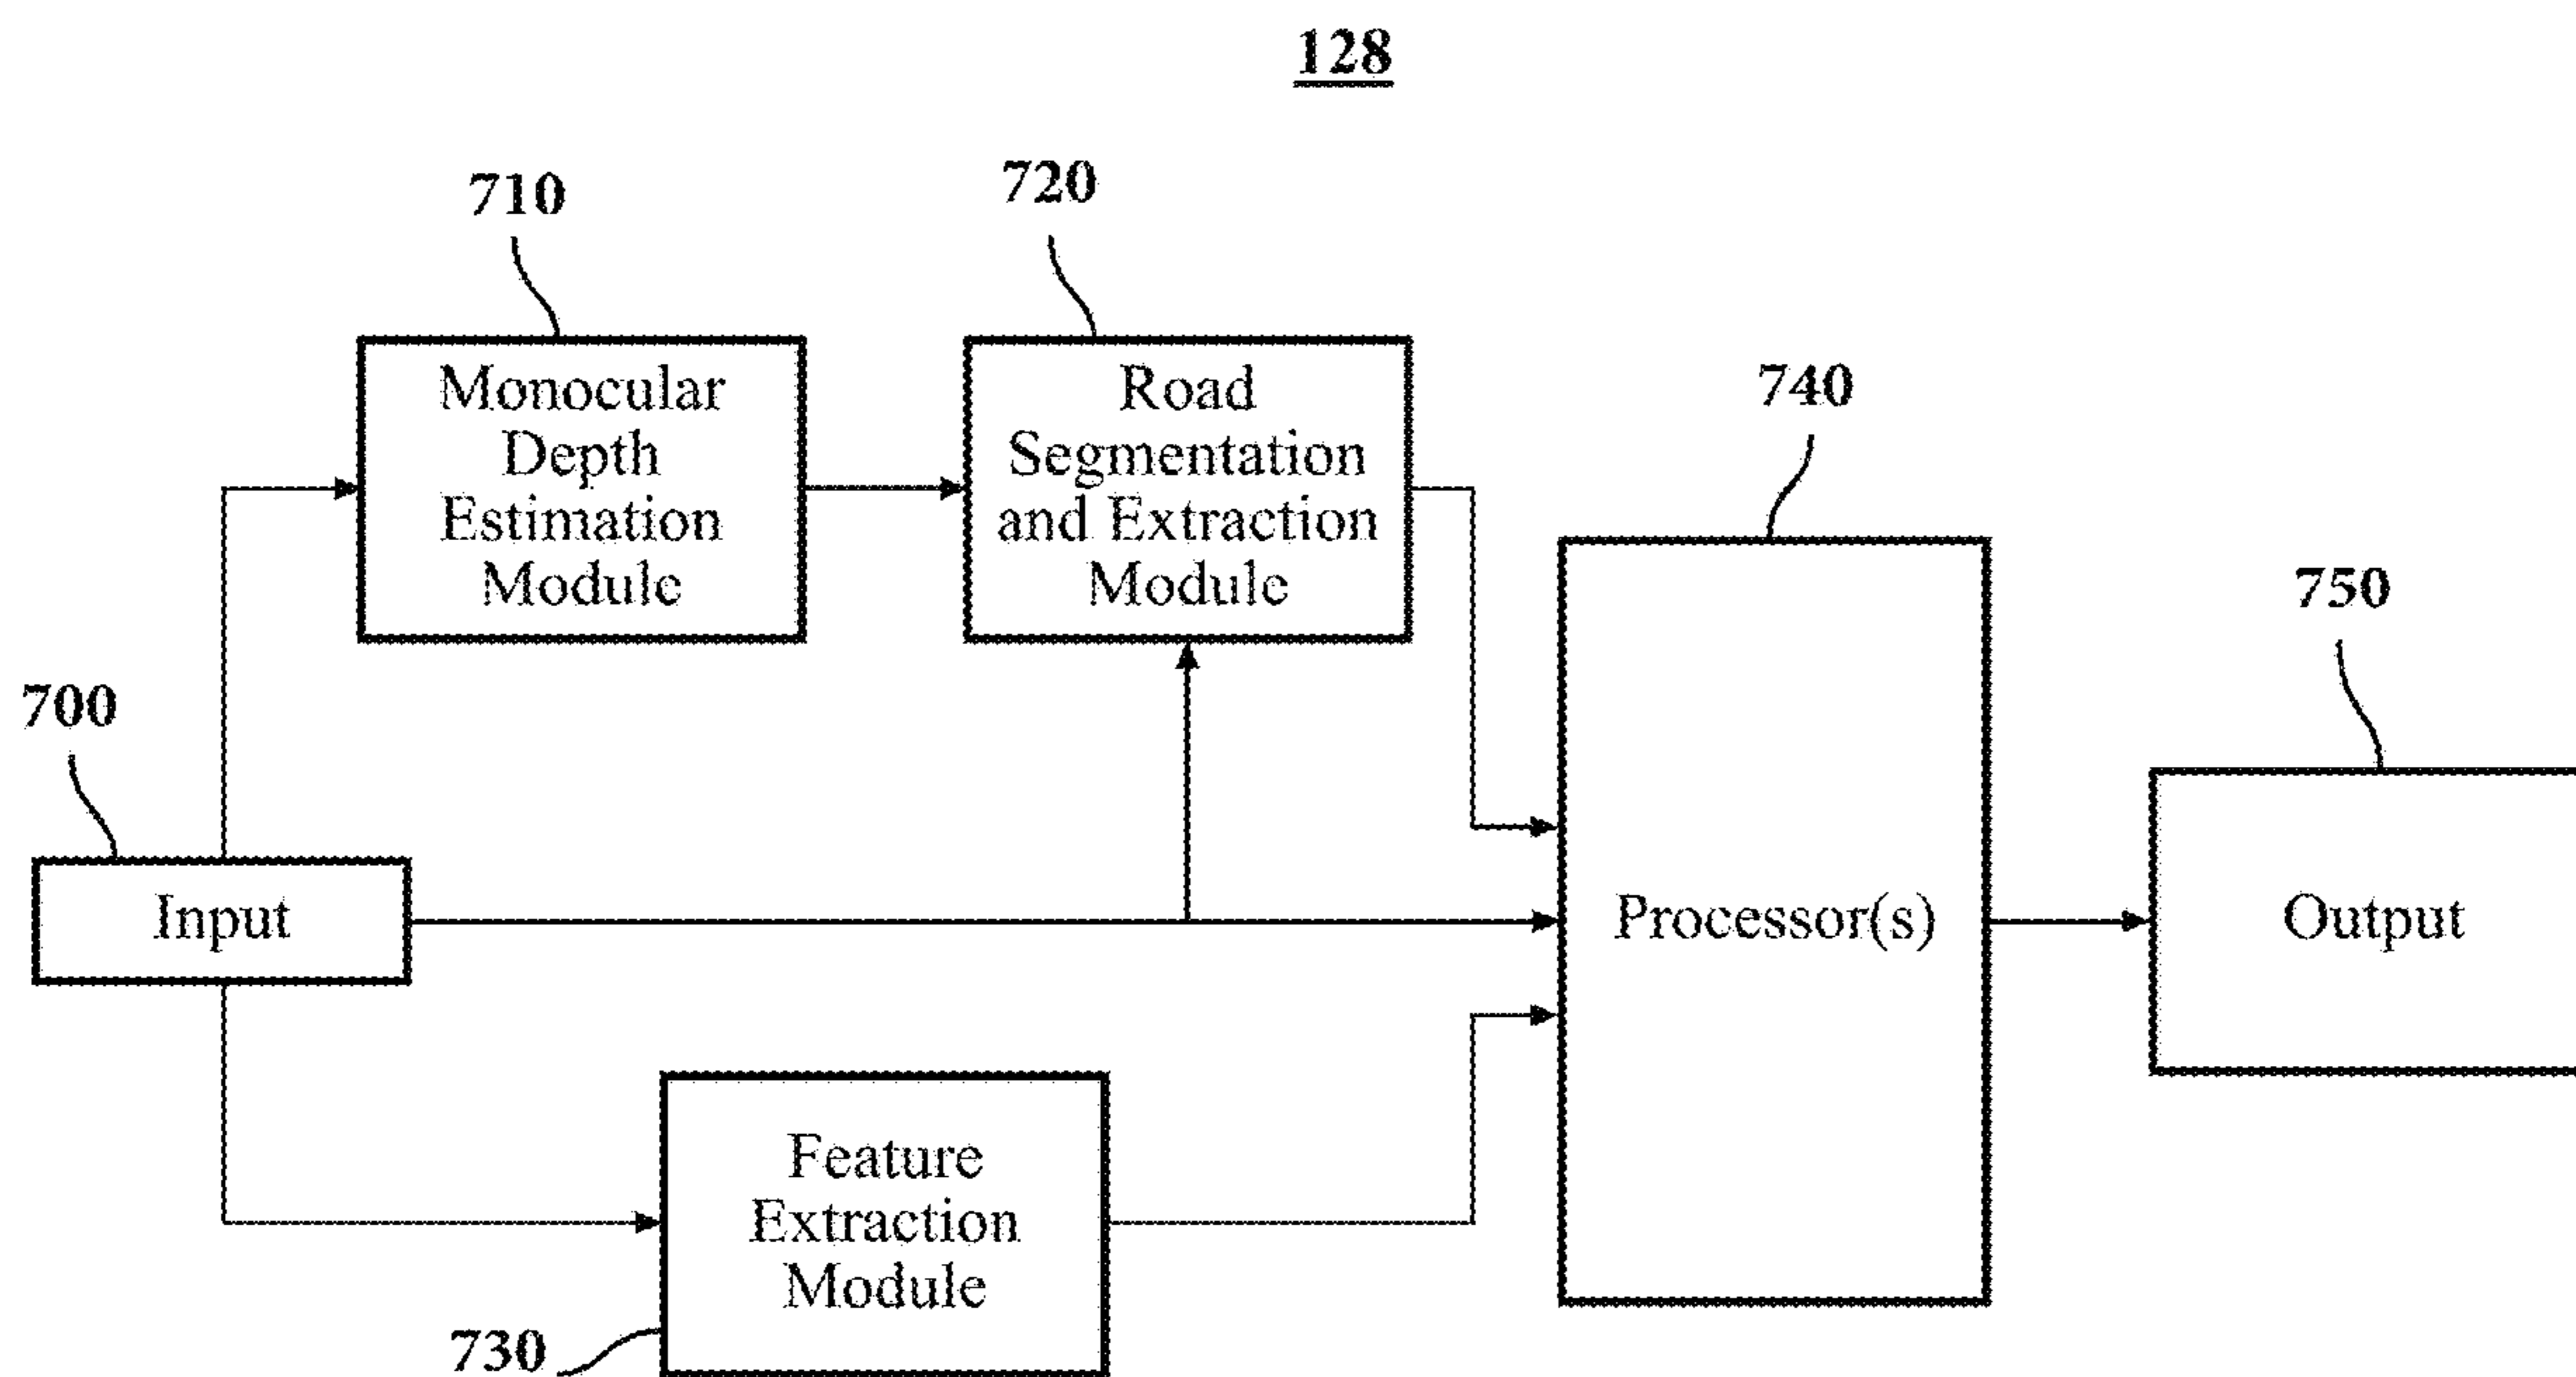 128
710
720
Monocular
Depth
Estimation
Module
Road
Segmentation
and Extraction
Module
740
750
700
Input
Processor(s)
Output
Feature
Extraction
Module
730